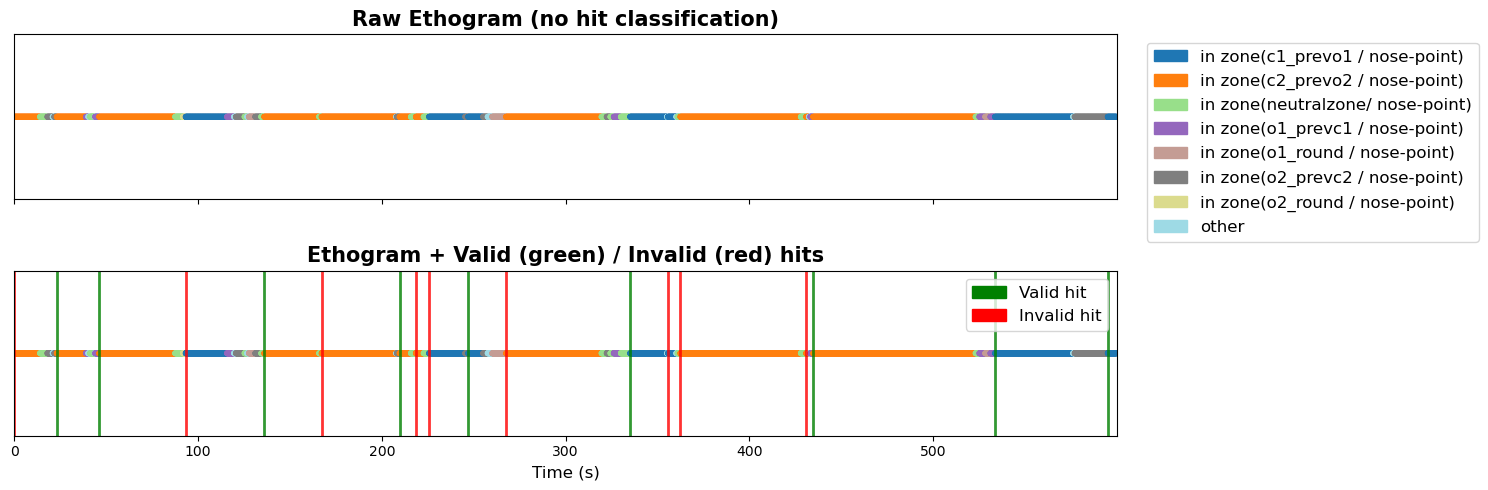 Raw Ethogram (no hit classification)
in zone(c1_prevo1 / nose-point)
in zone(c2_prevo2 / nose-point)
in zone(neutralzone/ nose-point)
in zone(o1_prevc1 / nose-point)
in zone(o1_round / nose-point)
in zone(o2_prevc2 / nose-point)
in zone(o2_round / nose-point)
other
Ethogram + Valid (green) / Invalid (red) hits
Valid hit
Invalid hit
0 100 200 300 400 500
Time (s)